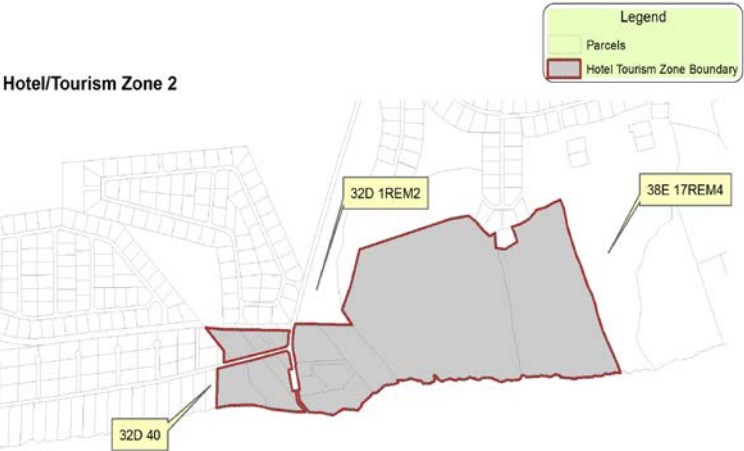 Legend
Parcels
Hotel Tourism Zone Boundary
Hotel/Tourism Zone 2
32D 1REM2
38E 17REM4
32D 40